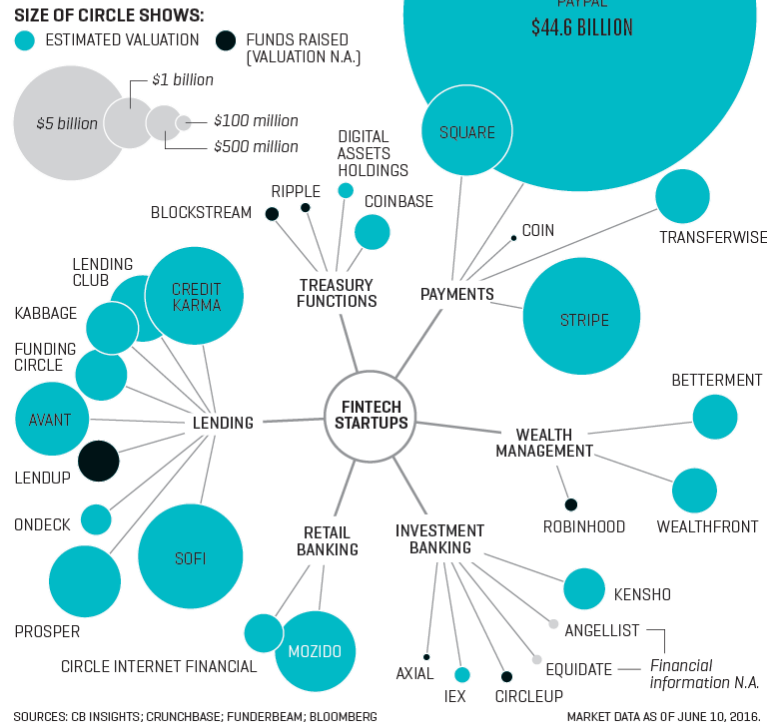 PAYPAL
$44.6 BILLION
SIZE OF CIRCLE SHOWS:
ESTIMATED VALUATION
FUNDS RAISED
(VALUATION N.A.)
$5 billion
$1 billion
$100 million
$500 million
SQUARE
DIGITAL
ASSETS
HOLDINGS
RIPPLE
COINBASE
BLOCKSTREAM
COIN
TRANSFERWISE
TREASURY
FUNCTIONS
PAYMENTS
STRIPE
LENDING
CLUB
CREDIT
KARMA
KABBAGE
FUNDING
CIRCLE
AVANT
LENDING
LENDUP
ONDECK
SOFI
PROSPER
FINTECH
STARTUPS
BETTERMENT
WEALTH
MANAGEMENT
ROBINHOOD
WEALTHFRONT
RETAIL
BANKING
INVESTMENT
BANKING
MOZIDO
CIRCLE INTERNET FINANCIAL
KENSHO
ANGELLIST
EQUIDATE
Financial
information N.A.
AXIAL
IEX
CIRCLEUP
SOURCES: CB INSIGHTS; CRUNCHBASE; FUNDERBEAM; BLOOMBERG
MARKET DATA AS OF JUNE 10, 2016.